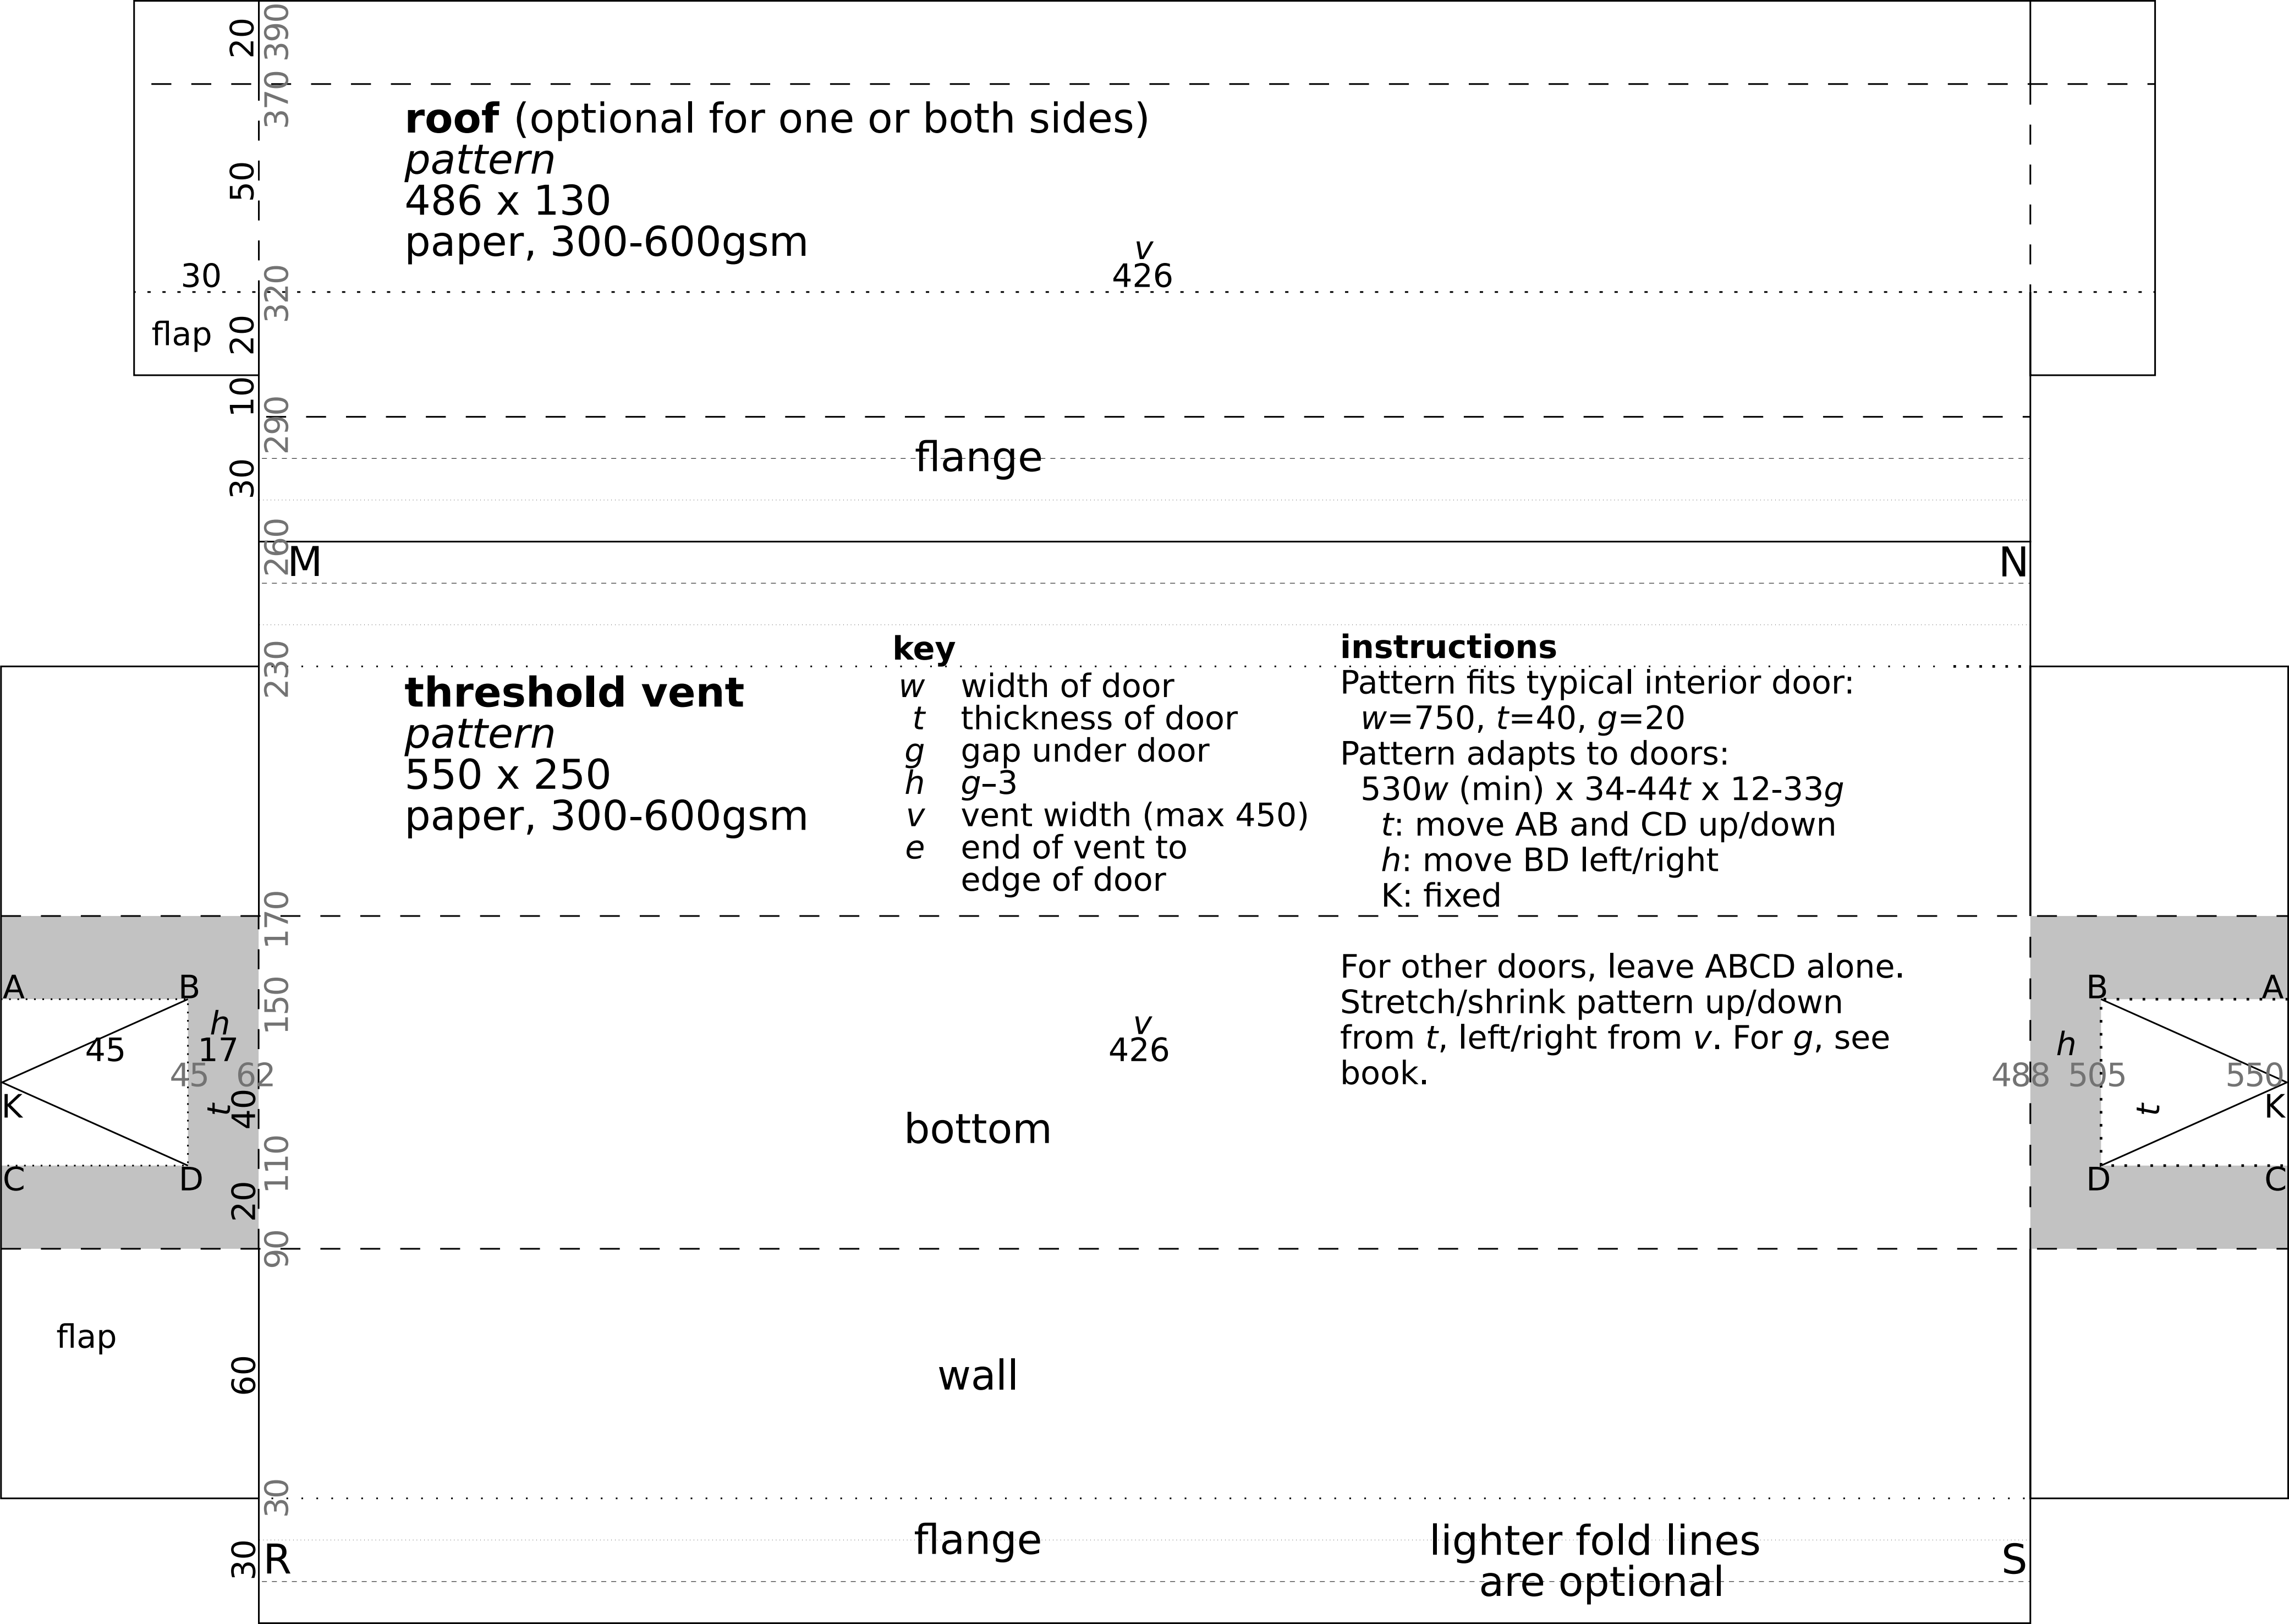 20
390
370
roof (optional for one or both sides)
pattern
486 x 130
paper, 300-600gsm
50
v
426
30
320
flap
20
10
290
flange
30
260
M
N
230
key
w width of door
t thickness of door
g gap under door
h g–3
v vent width (max 450)
e end of vent to
edge of door
instructions
Pattern fits typical interior door:
w=750, t=40, g=20
Pattern adapts to doors:
530w (min) x 34-44t x 12-33g
t: move AB and CD up/down
h: move BD left/right
K: fixed
threshold vent
pattern
550 x 250
paper, 300-600gsm
170
For other doors, leave ABCD alone.
Stretch/shrink pattern up/down
from t, left/right from v. For g, see
book.
A
B
150
h
45
17
45
62
K
t
40
110
C
D
20
90
v
426
bottom
B
A
h
488
505
550
t
K
D
C
flap
60
wall
30
flange
lighter fold lines
are optional
30
R
S